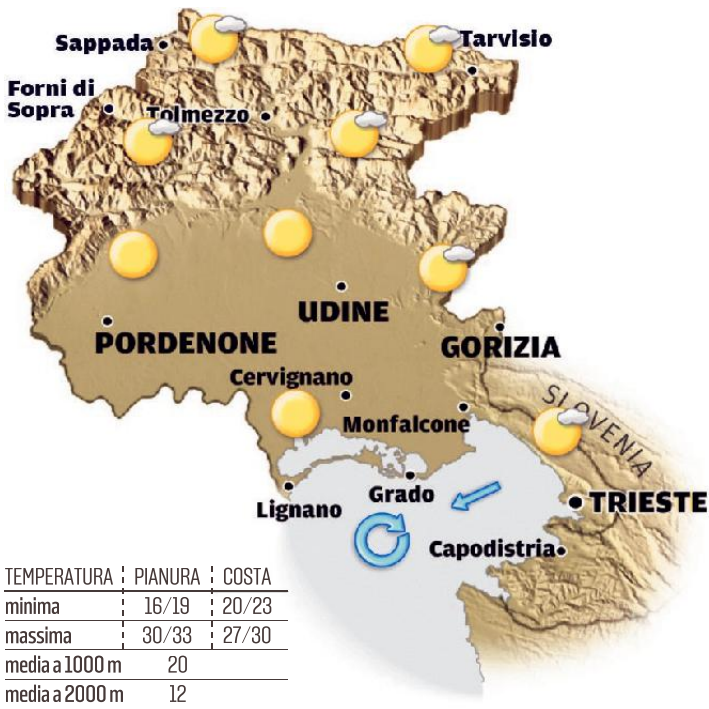 Sappada
Tarvisio
Forni di
Sopra
Tolmezzo
UDINE
PORDENONE
GORIZIA
Cervignano
Monfalcone
SLOVENIA
Grado
Lignano
TRIESTE
Capodistria
TEMPERATURA PIANURA COSTA
minima 16/19 20/23
massima 30/33 27/30
media a 1000 m 20
media a 2000 m 12